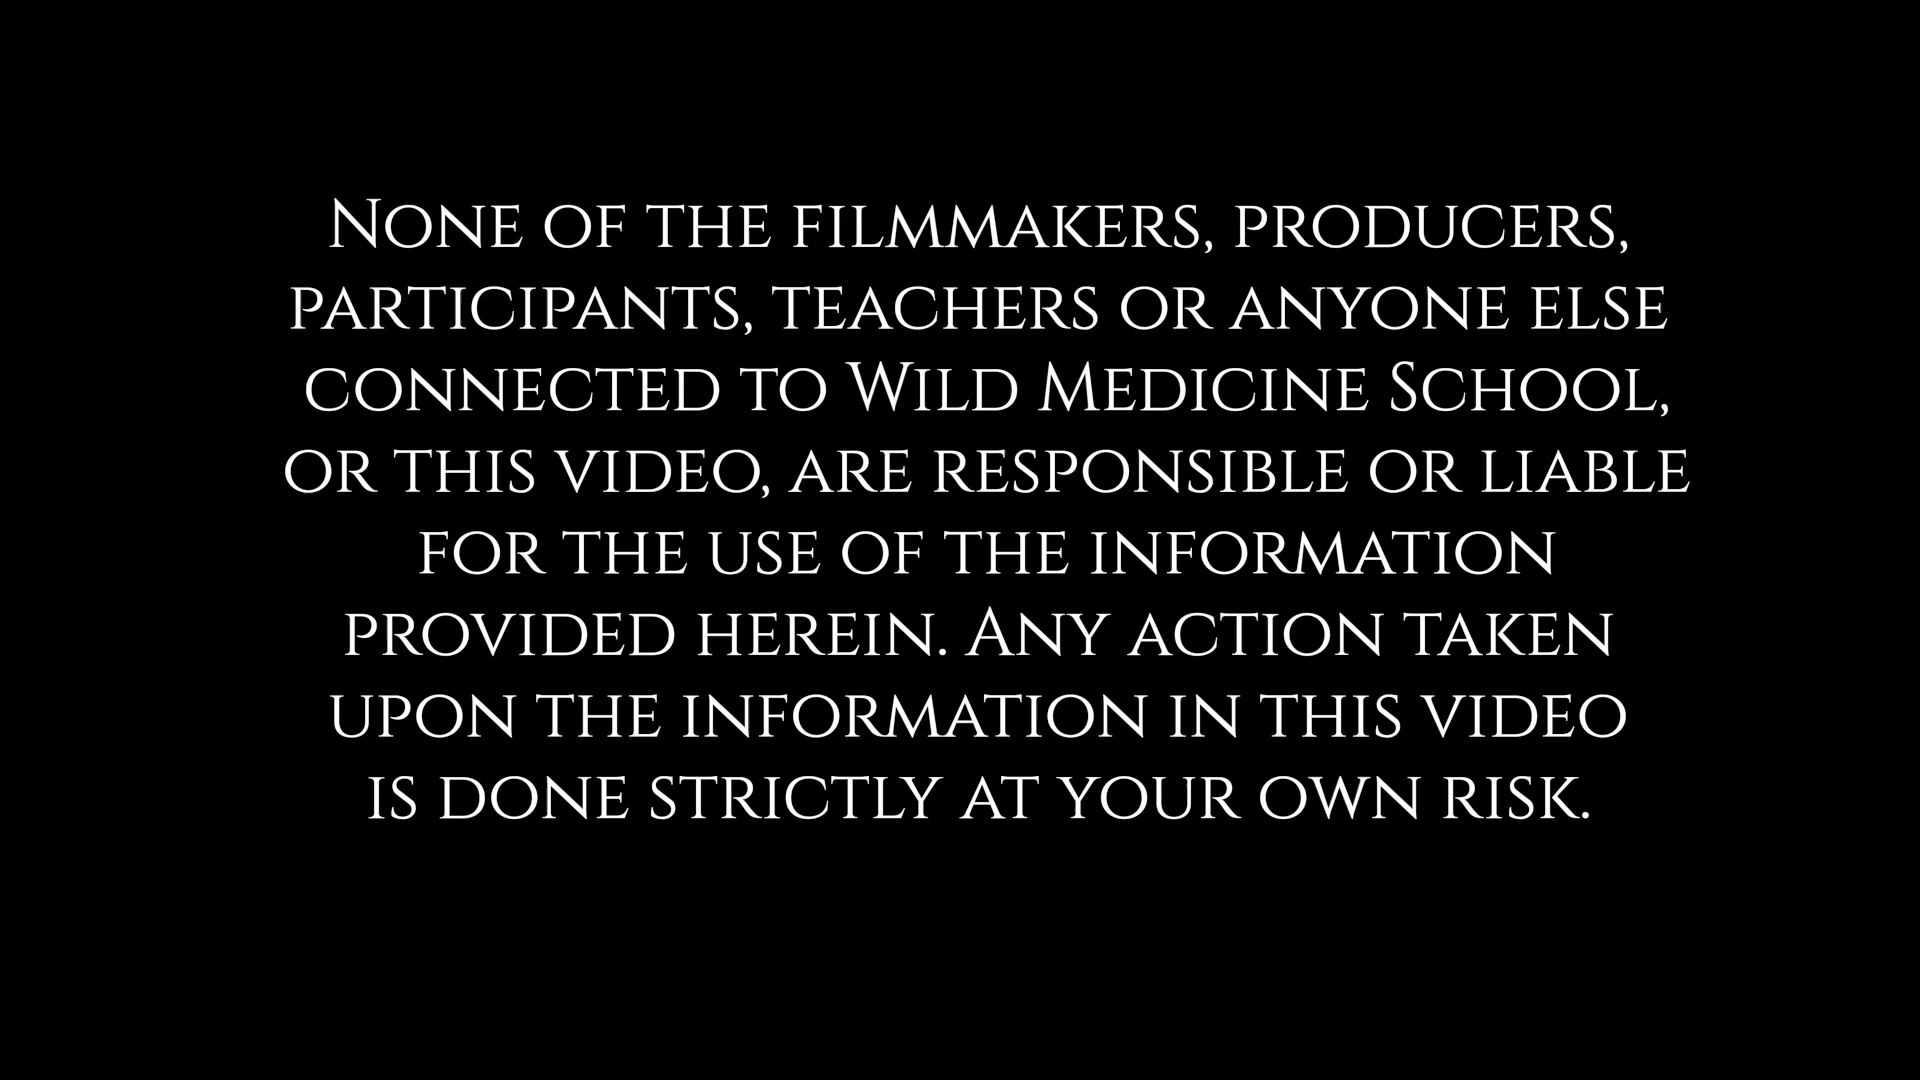 None of the filmmakers, producers,
participants, teachers or anyone else
connected to Wild Medicine School,
or this video, are responsible or liable
for the use of the information
provided herein. Any action taken
upon the information in this video
is done strictly at your own risk.